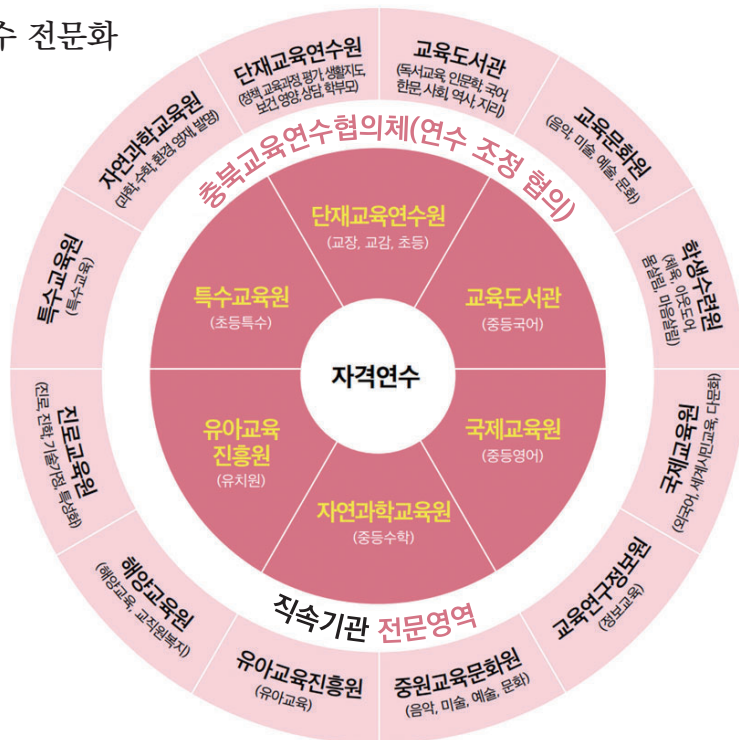 수 전문화
단재교육연수원
(정책, 교육과정, 평가, 생활지도,
보건, 영양, 상담, 학부모)
교육도서관
(독서교육, 인문학, 국어,
한문, 사회, 역사, 지리)
교육문화원
(음악, 미술, 예술, 문화)
학생수련원
(체육, 아웃도어,
몸살림, 마음살림)
국제교육원
(외국어, 세계시민교육, 다문화)
교육연구정보원
(정보교육)
중원교육문화원
(음악, 미술, 예술, 문화)
유아교육진흥원
(유아교육)
해양교육원
(해양교육, 교직원복지)
진로교육원
(진로, 진학, 기술가정, 특성화)
특수교육원
(특수교육)
자연과학교육원
(과학, 수학, 환경, 영재, 발명)
충북교육연수협의체(연수 조정 협의)
단재교육연수원
(교장, 교감, 초등)
교육도서관
(중등국어)
국제교육원
(중등영어)
자연과학교육원
(중등수학)
유아교육
진흥원
(유치원)
특수교육원
(초등특수)
자격연수
직속기관 전문영역